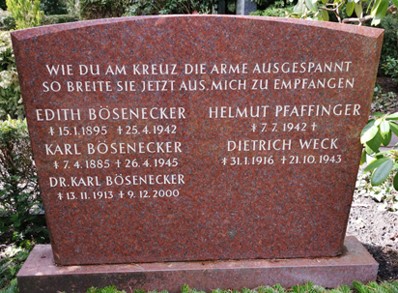 WIE DU AM KREUZ DIE ARME AUSGESPANNT
SO BREITE SIE JETZT AUS. MICH ZU EMPFANGEN
EDITH BÖSENECKER
✝ 15.1.1895 ✝ 25.4.1942
KARL BÖSENECKER
✝ 7.4.1885 ✝ 26.4.1945
DR. KARL BÖSENECKER
✝ 13.11.1913 ✝ 9.12.2000
HELMUT PFAFFINGER
✝ 7.7.1942 ✝
DIETRICH WECK
✝ 31.1.1916 ✝ 21.10.1943